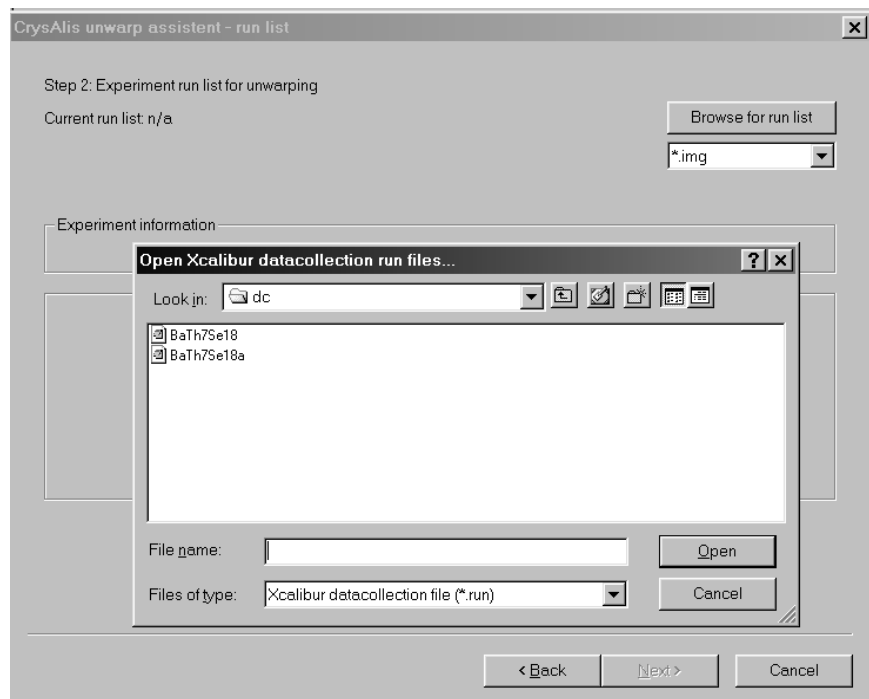 CrysAlis unwarp assistent - run list
Step 2: Experiment run list for unwarping
Current run list: n/a
Browse for run list
*.img
Experiment information
Open Xcalibur datacollection run files...
Look in: dc
BaTh7Se18
BaTh7Se18a
File name:
Open
Files of type: Xcalibur datacollection file (*.run)
Cancel
< Back Next > Cancel